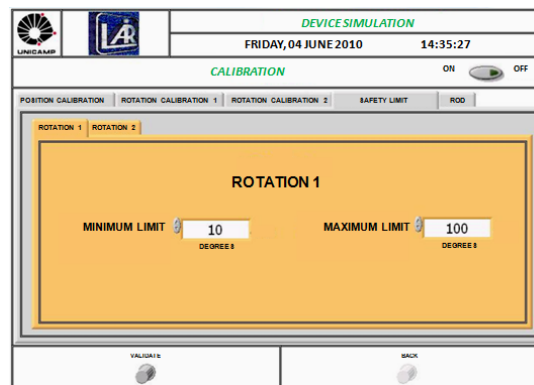 DEVICE SIMULATION
UNICAMP
LAIR
FRIDAY, 04 JUNE 2010 14:35:27
CALIBRATION ON OFF
POSITION CALIBRATION ROTATION CALIBRATION 1 ROTATION CALIBRATION 2 SAFETY LIMIT ROD
ROTATION 1 ROTATION 2
ROTATION 1
MINIMUM LIMIT 10 MAXIMUM LIMIT 100
DEGREES DEGREES
VALIDATE BACK